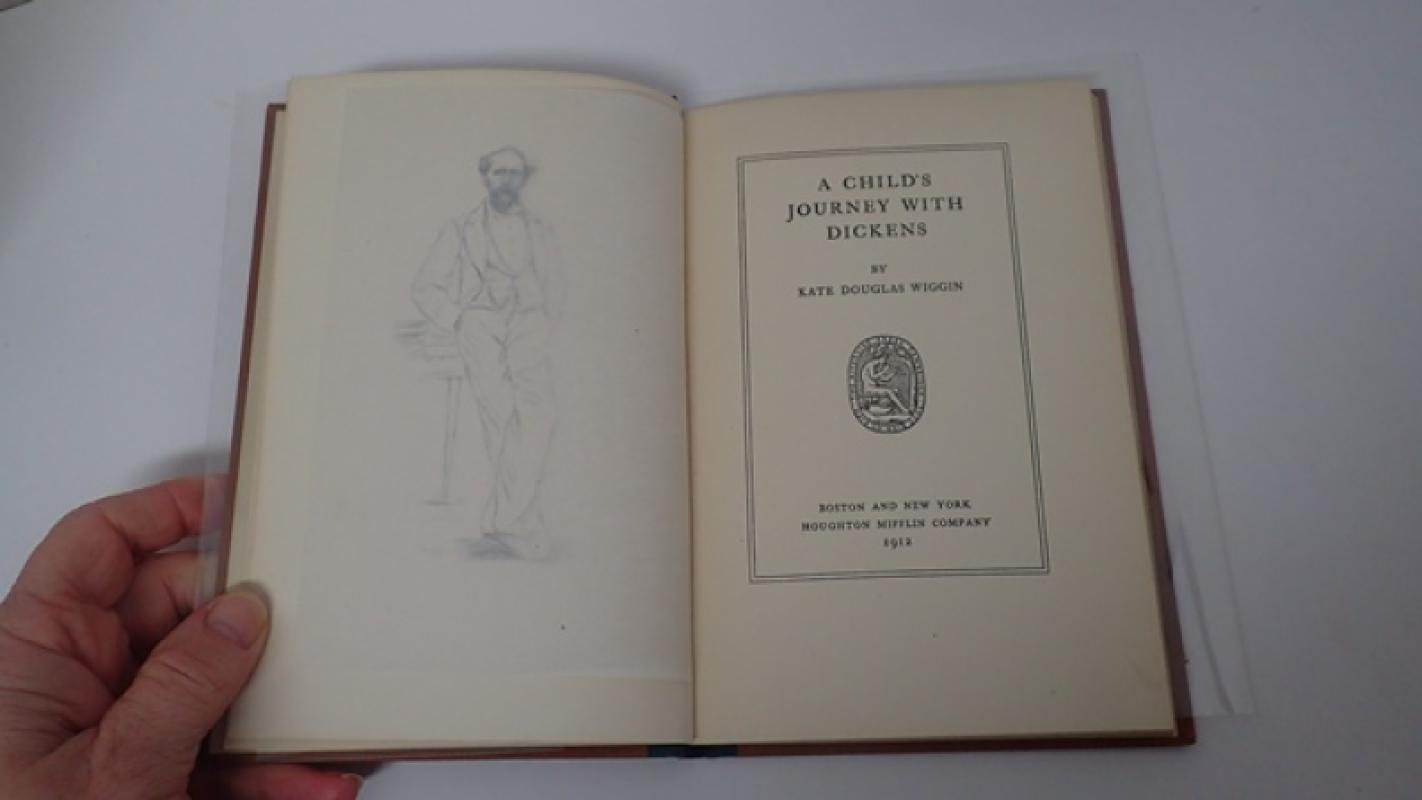 A CHILD'S
JOURNEY WITH
DICKENS
BY
KATE DOUGLAS WIGGIN
BOSTON AND NEW YORK
HOUGHTON MIFFLIN COMPANY
1912